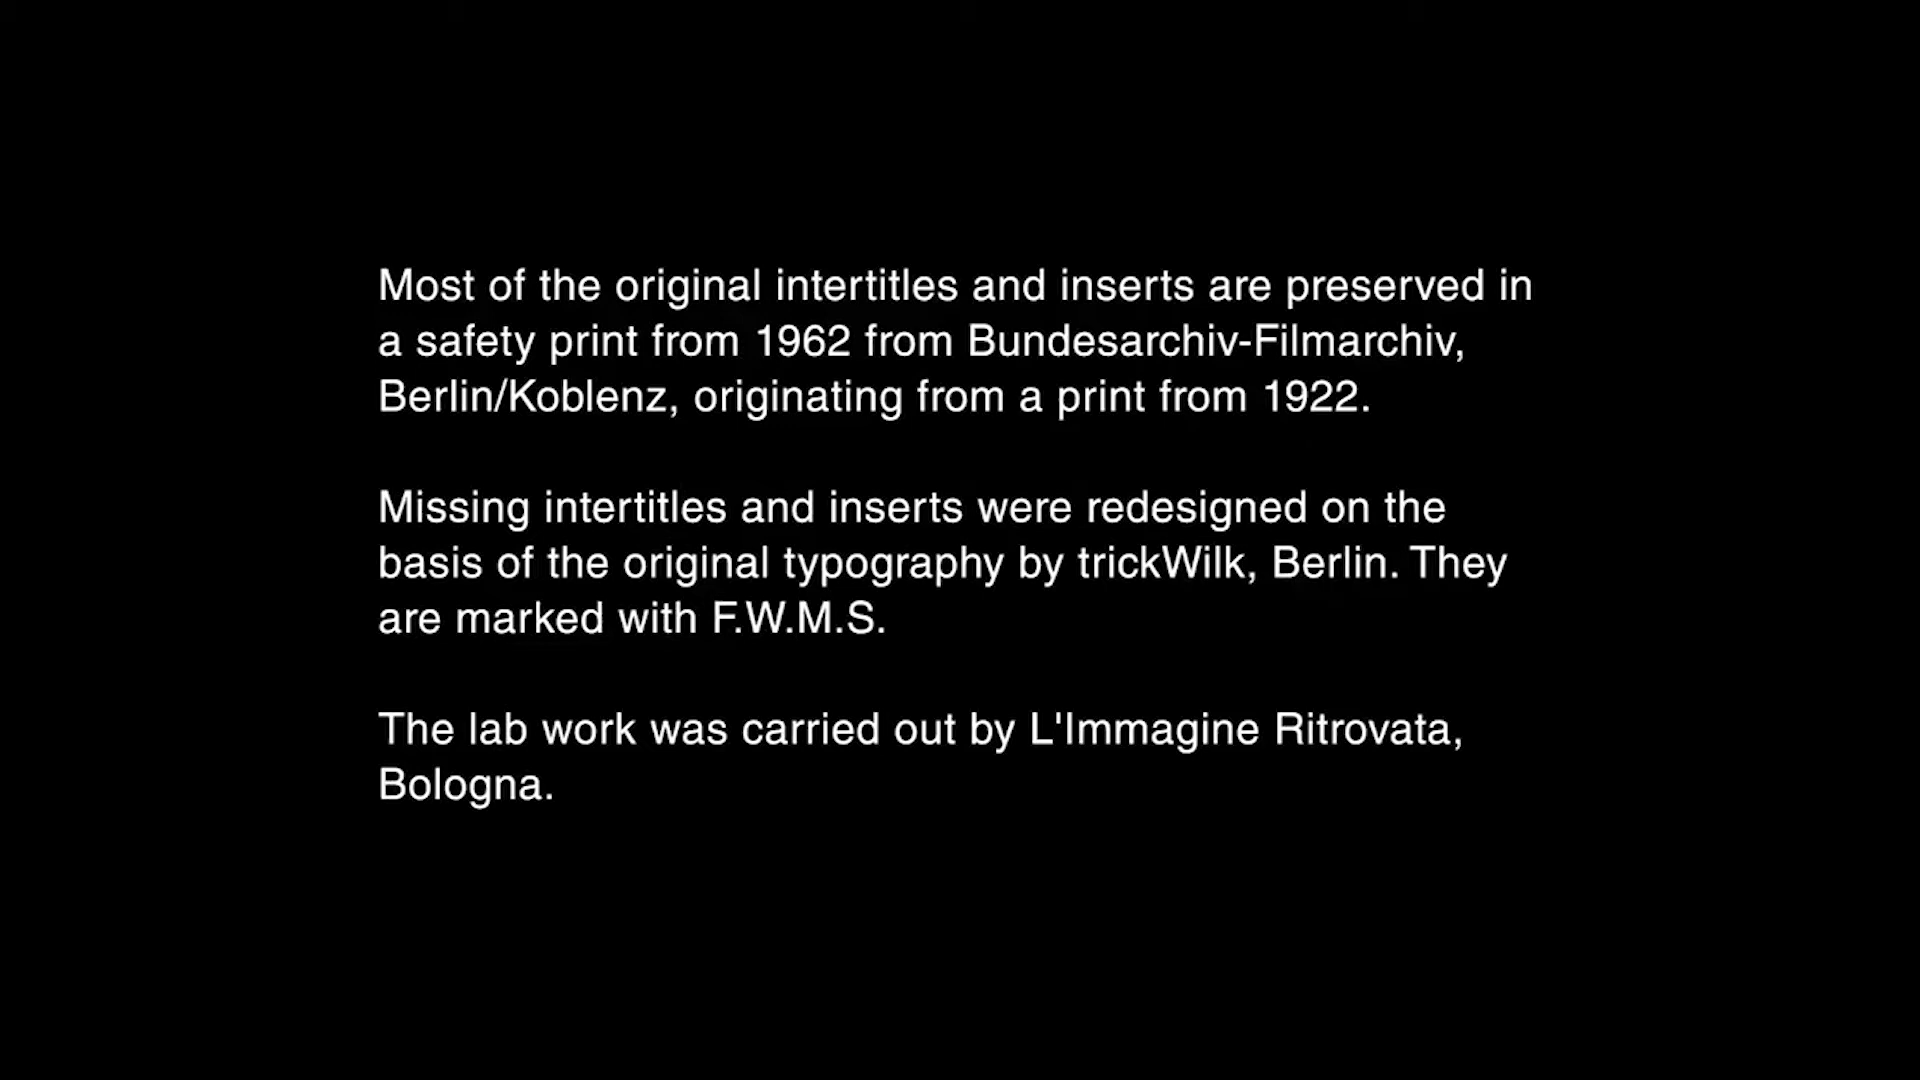 Most of the original intertitles and inserts are preserved in
a safety print from 1962 from Bundesarchiv-Filmarchiv,
Berlin/Koblenz, originating from a print from 1922.
Missing intertitles and inserts were redesigned on the
basis of the original typography by trickWilk, Berlin. They
are marked with F.W.M.S.
The lab work was carried out by L'Immagine Ritrovata,
Bologna.